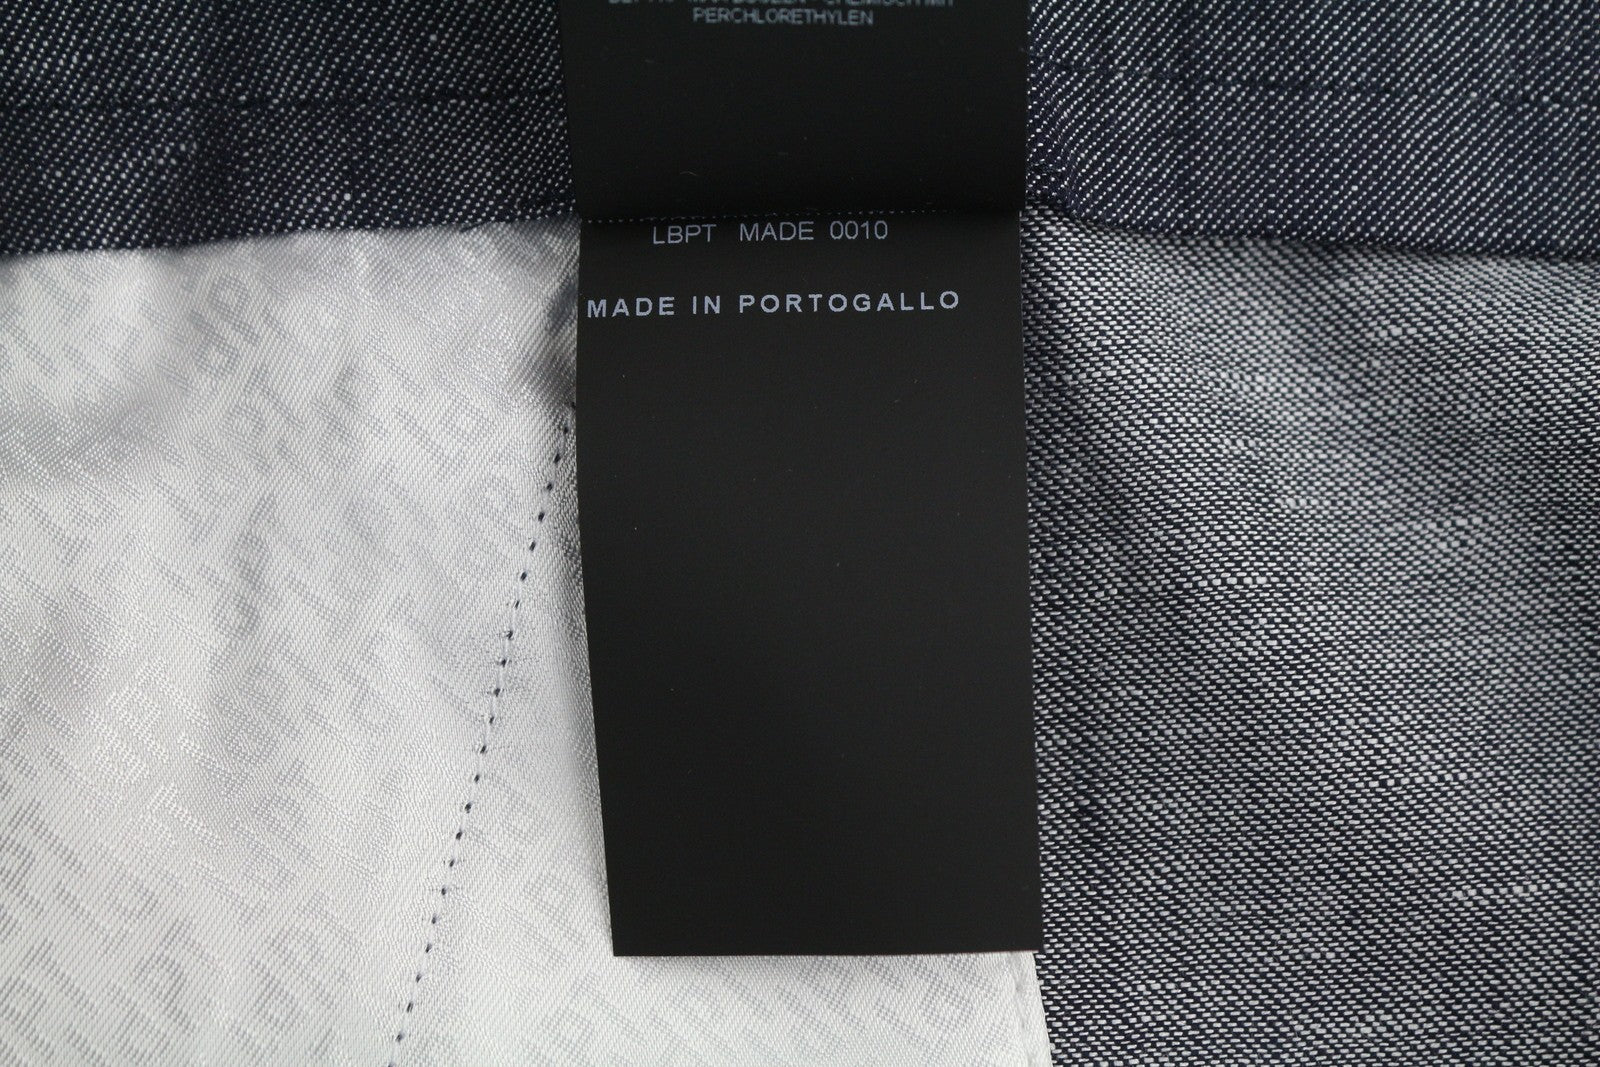 PERCHLORETHYLEN
LBPT MADE 0010
MADE IN PORTOGALLO